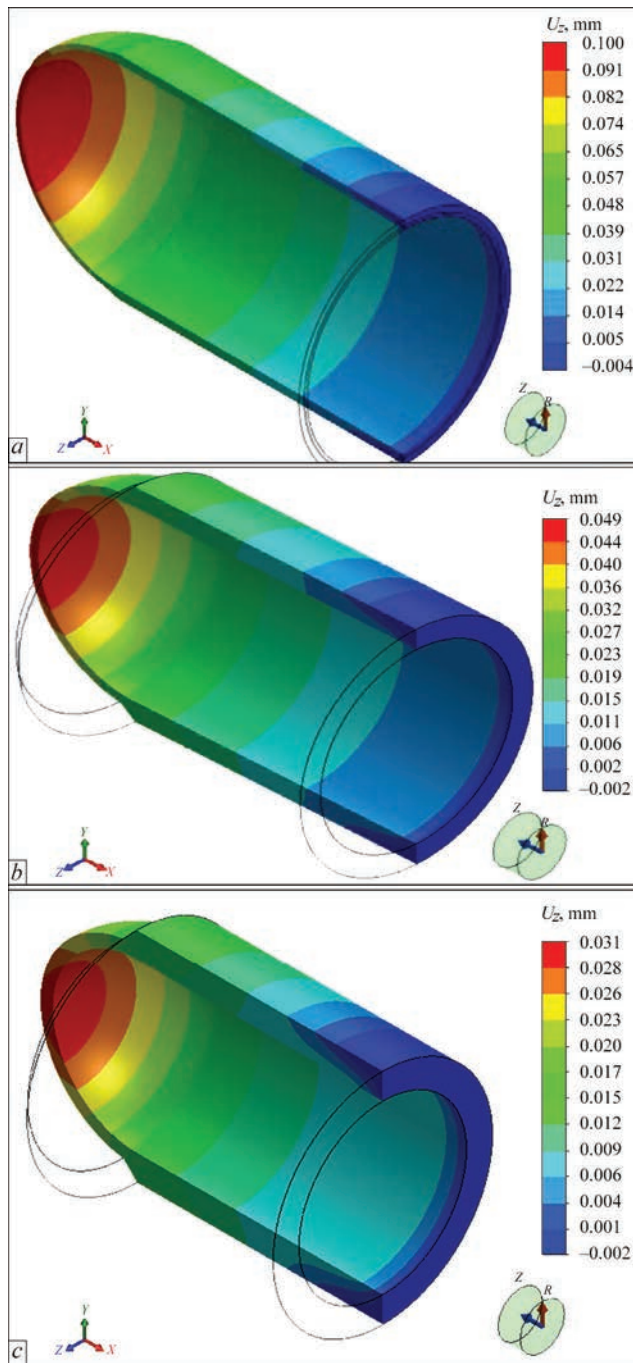 U_z, mm
0.100
0.091
0.082
0.074
0.065
0.057
0.048
0.039
0.031
0.022
0.014
0.005
–0.004
Z
R
Y
Z
X
a
U_z, mm
0.049
0.044
0.040
0.036
0.032
0.027
0.023
0.019
0.015
0.011
0.006
0.002
–0.002
Z
R
Y
Z
X
b
U_z, mm
0.031
0.028
0.026
0.023
0.020
0.017
0.015
0.012
0.009
0.006
0.004
0.001
–0.002
Z
R
Y
Z
X
c